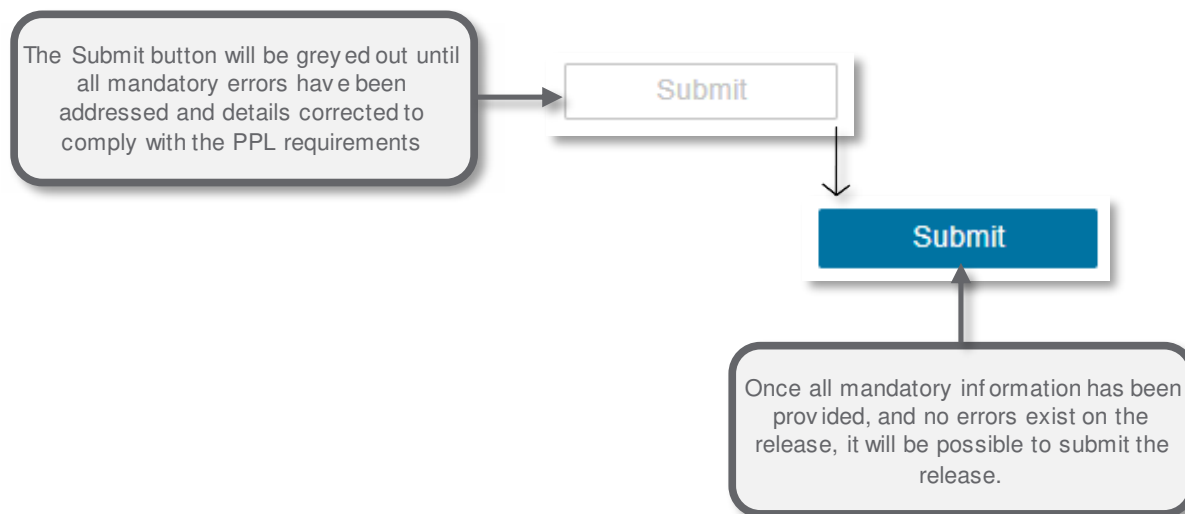 The Submit button will be greyed out until
all mandatory errors have been
addressed and details corrected to
comply with the PPL requirements
Submit
Submit
Once all mandatory information has been
provided, and no errors exist on the
release, it will be possible to submit the
release.